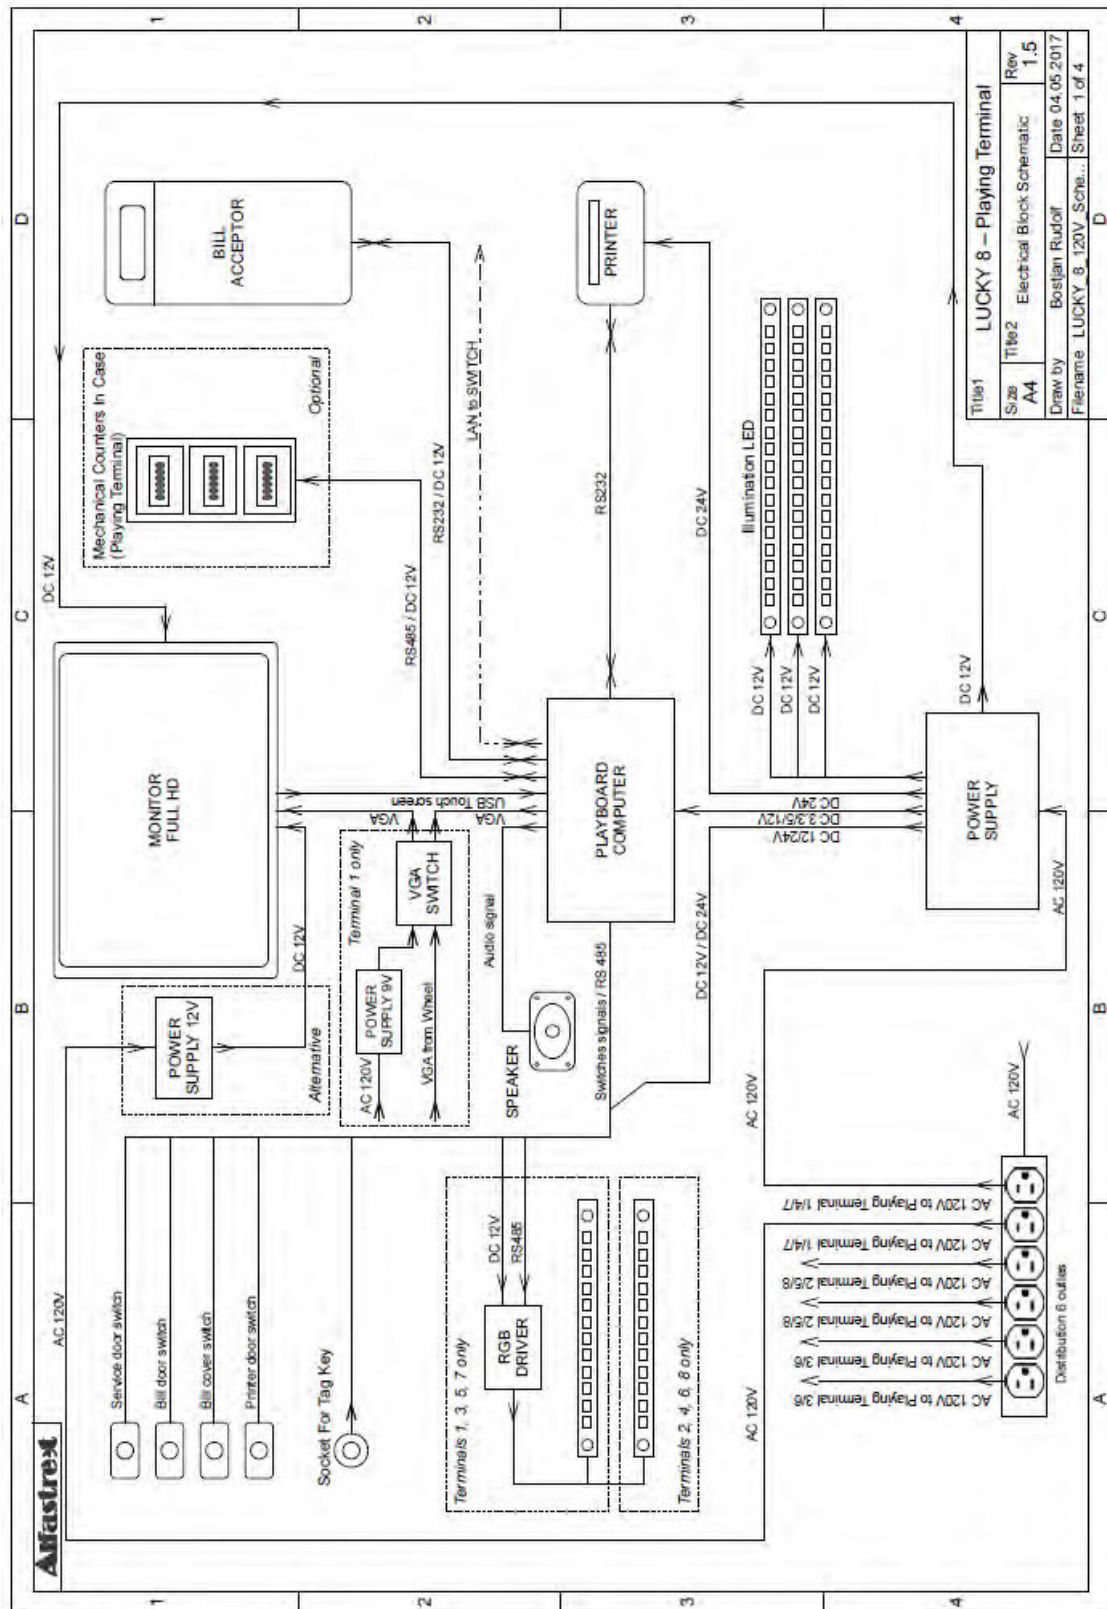 Alfastreet
A
B
C
D
1
2
3
4
AC 120V
Service door switch
Bill door switch
Bill cover switch
Printer door switch
Socket For Tag Key
POWER
SUPPLY 12V
Alternative
DC 12V
MONITOR
FULL HD
DC 12V
Mechanical Counters In Case
(Playing Terminal)
Optional
BILL
ACCEPTOR
Terminal 1 only
AC 120V
POWER
SUPPLY 9V
VGA from Wheel
VGA
SWITCH
VGA
VGA
USB Touch screen
RS485 / DC 12V
RS232 / DC 12V
LAN to SWITCH
Terminals 1, 3, 5, 7 only
RGB
DRIVER
DC 12V
RS485
Terminals 2, 4, 6, 8 only
SPEAKER
Audio signal
Switches signals / RS 485
PLAYBOARD
COMPUTER
RS232
PRINTER
DC 12V / DC 24V
DC 24V
Illumination LED
DC 12V
DC 12V
DC 12V
DC 24V
DC 3.3/5/12V
DC 12/24V
POWER
SUPPLY
DC 12V
AC 120V
AC 120V
AC 120V
AC 120V to Playing Terminal 1/4/7
AC 120V to Playing Terminal 1/4/7
AC 120V to Playing Terminal 2/5/8
AC 120V to Playing Terminal 2/5/8
AC 120V to Playing Terminal 3/6
AC 120V to Playing Terminal 3/6
AC 120V
Distribution 6 outlets
Title1 LUCKY 8 – Playing Terminal
Size A4
Title2 Electrical Block Schematic
Rev 1.5
Draw by Bostjan Rudolf
Date 04.05.2017
Filename LUCKY_8_120V_Sche...
Sheet 1 of 4
A
B
C
D
1
2
3
4